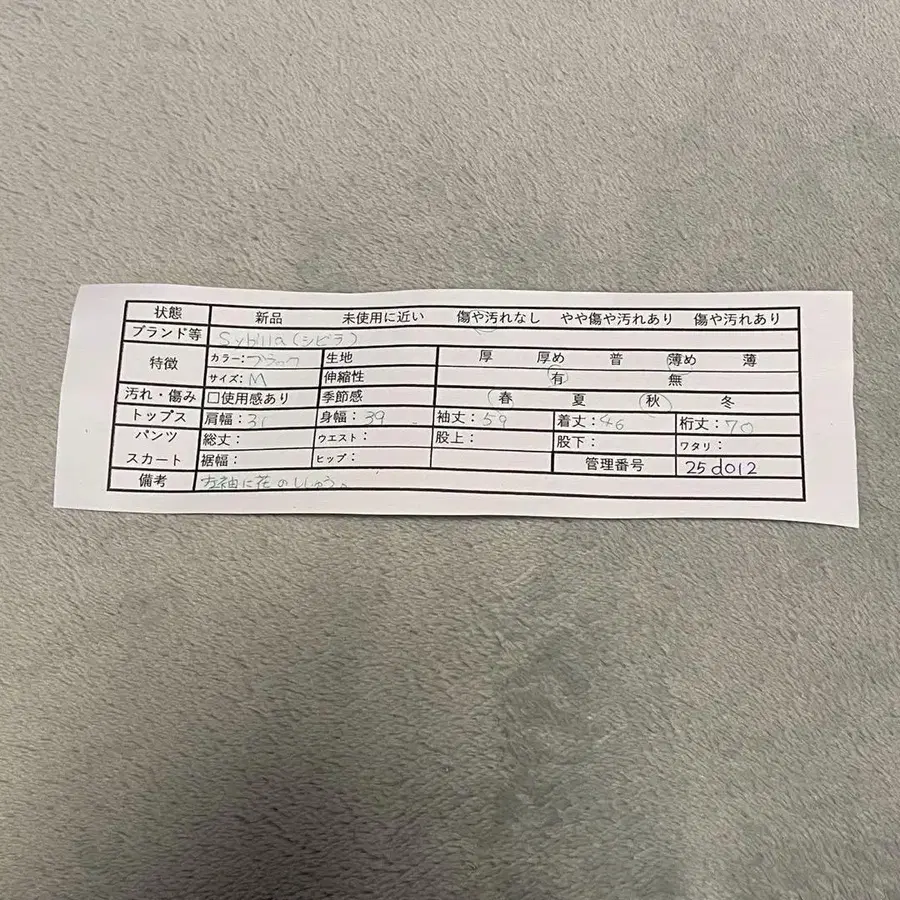 状態 新品 未使用に近い 傷や汚れなし やや傷や汚れあり 傷や汚れあり
ブランド等 Sybilla(シビラ)
特徴 カラー:ブラック 生地 厚 厚め 普 薄め 薄
サイズ:M 伸縮性 有 無
汚れ・傷み □使用感あり 季節感 春 夏 秋 冬
トップス 肩幅:31 身幅:39 袖丈:59 着丈:46 裄丈:70
パンツ 総丈: ウエスト: 股上: 股下: ワタリ:
スカート 裾幅: ヒップ: 管理番号 25d012
備考 左袖に花のししゅう。